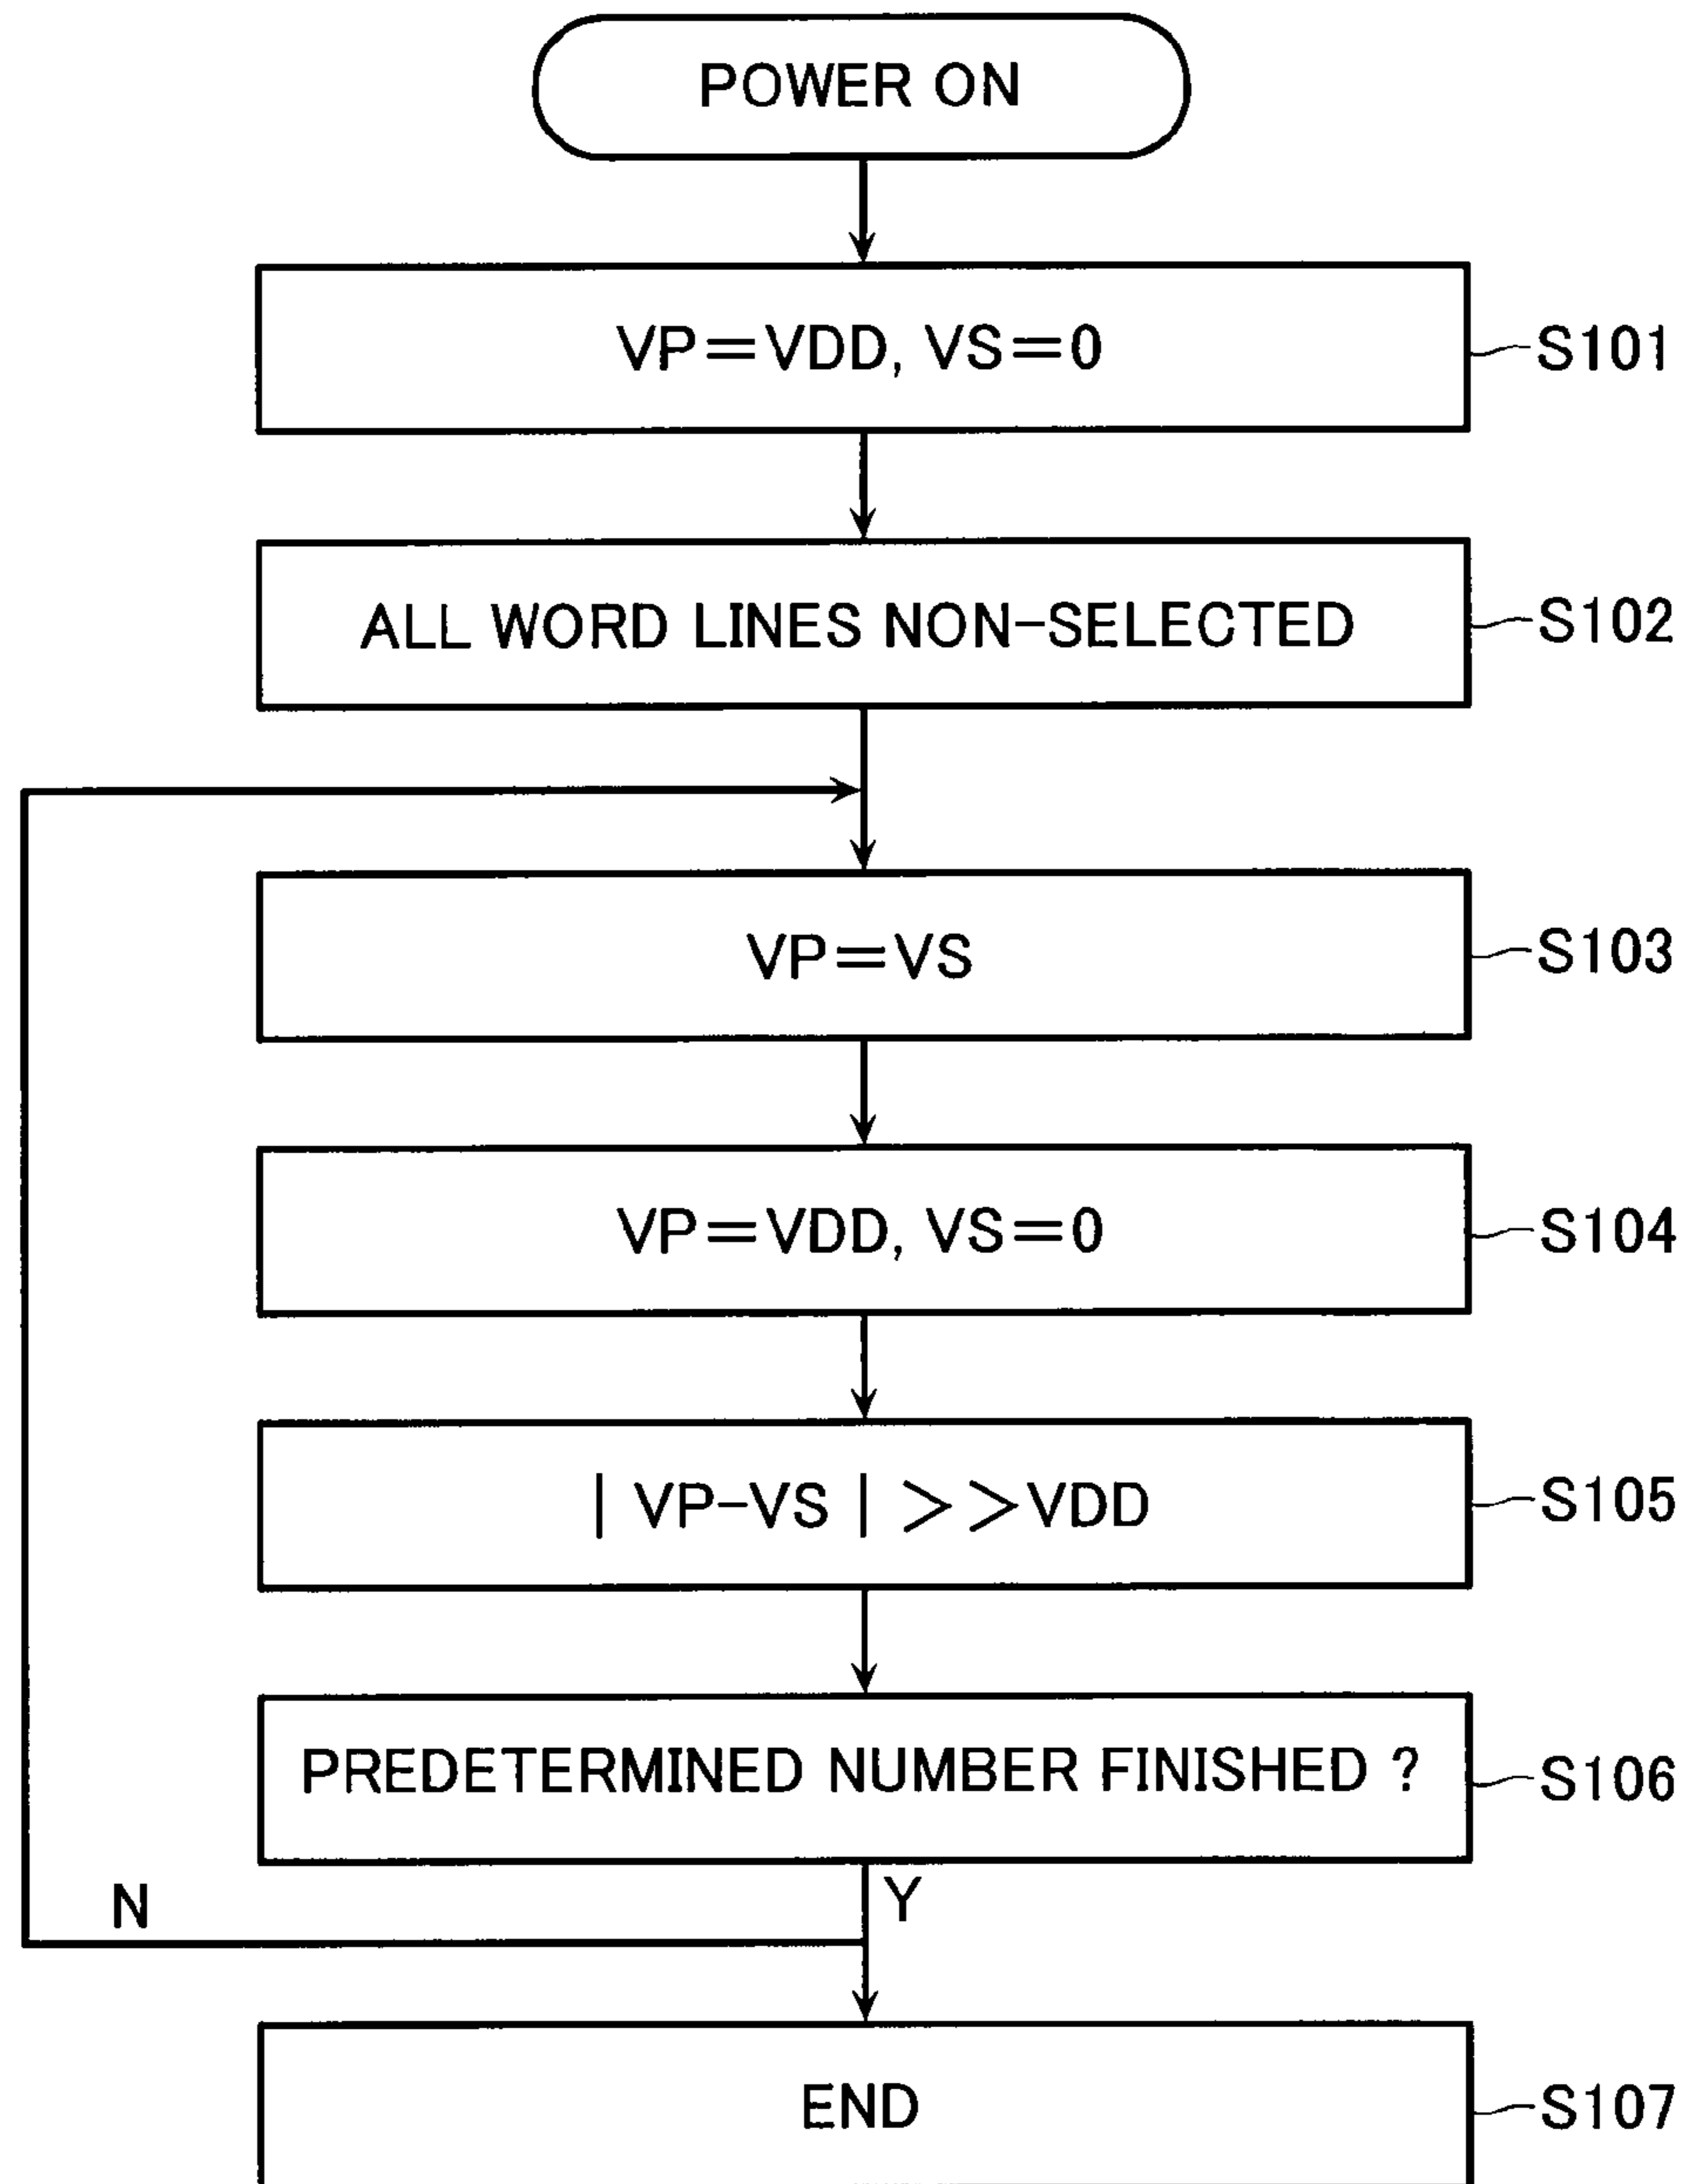 POWER ON
VP=VDD, VS=0
S101
ALL WORD LINES NON-SELECTED
S102
VP=VS
S103
VP=VDD, VS=0
S104
| VP-VS | >>VDD
S105
PREDETERMINED NUMBER FINISHED ?
S106
N
Y
END
S107